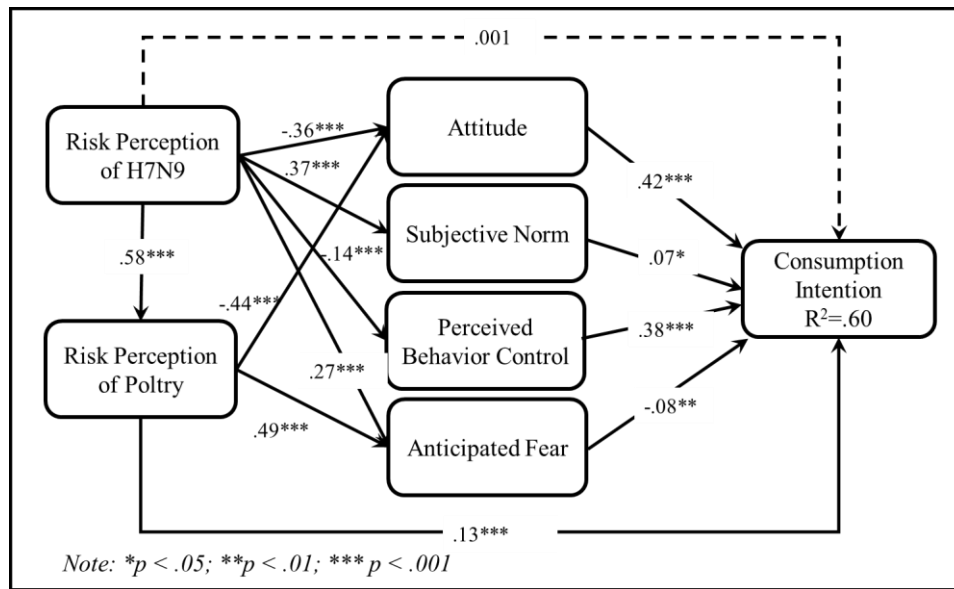 .001
Risk Perception
of H7N9
-.36***
Attitude
.37***
.42***
Subjective Norm
.58***
-.14***
.07*
Consumption
Intention
R²=.60
-.44***
Perceived
Behavior Control
.38***
Risk Perception
of Poltry
.27***
-.08**
.49***
Anticipated Fear
.13***
Note: *p < .05; **p < .01; *** p < .001